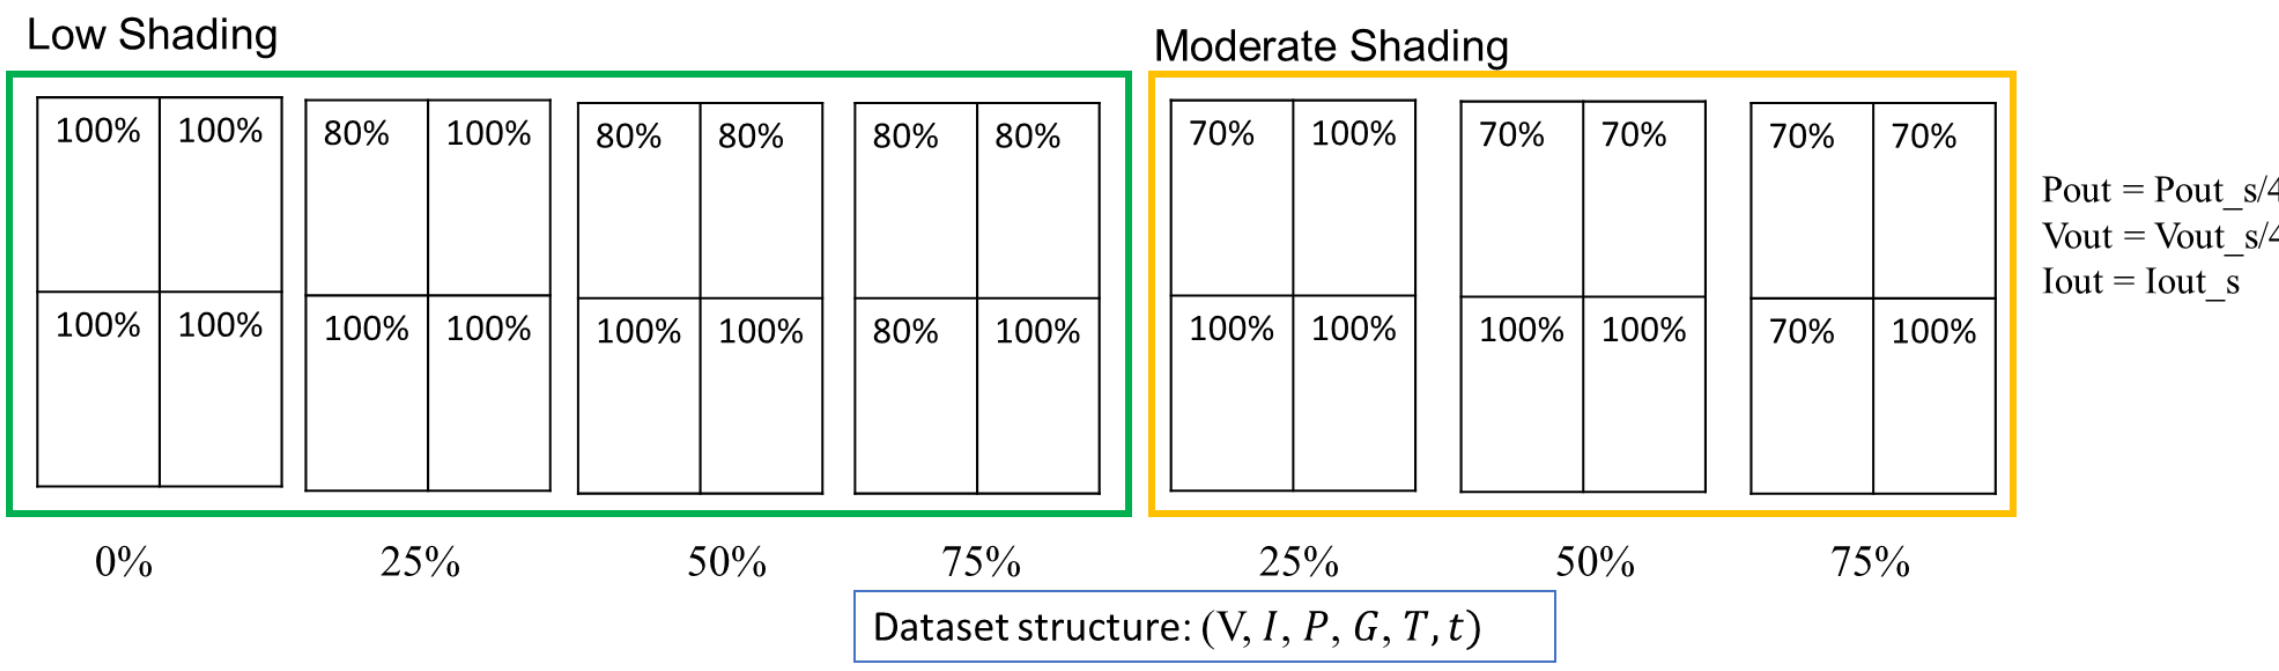 Low Shading
Moderate Shading
100% 100% 80% 100% 80% 80% 80% 80% 70% 100% 70% 70% 70% 70%
100% 100% 100% 100% 100% 100% 80% 100% 100% 100% 100% 100% 70% 100%
Pout = Pout_s/4
Vout = Vout_s/4
Iout = Iout_s
0% 25% 50% 75% 25% 50% 75%
Dataset structure: (V, I, P, G, T, t)